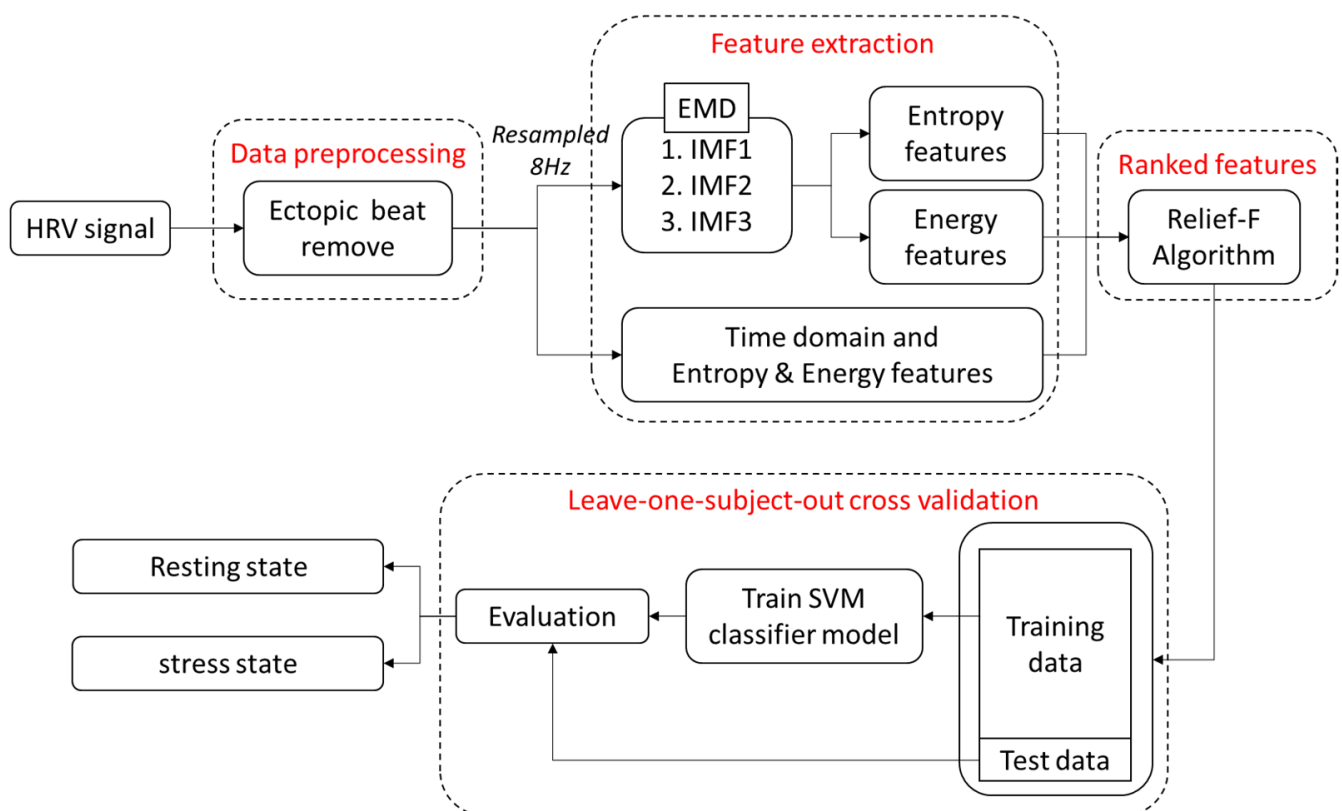 Feature extraction
EMD
1. IMF1
2. IMF2
3. IMF3
Entropy
features
Energy
features
Time domain and
Entropy & Energy features
Resampled
8Hz
Data preprocessing
Ectopic beat
remove
HRV signal
Ranked features
Relief-F
Algorithm
Leave-one-subject-out cross validation
Training
data
Test data
Train SVM
classifier model
Evaluation
Resting state
stress state